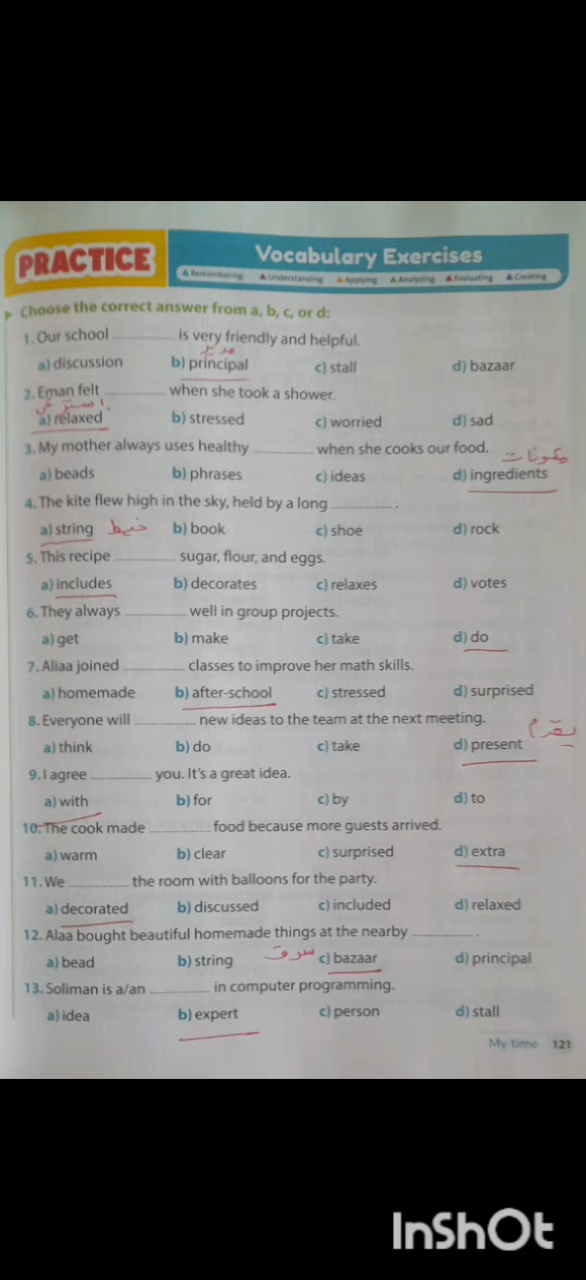 PRACTICE
Vocabulary Exercises
▲ Remembering ▲ Understanding ▲ Applying ▲ Analyzing ▲ Evaluating ▲ Creating
Choose the correct answer from a, b, c, or d:
1. Our school ............ is very friendly and helpful.
مدير
a) discussion b) principal c) stall d) bazaar
2. Eman felt ............ when she took a shower.
a) relaxed b) stressed c) worried d) sad
3. My mother always uses healthy ............ when she cooks our food.
مكونات
a) beads b) phrases c) ideas d) ingredients
4. The kite flew high in the sky, held by a long ............ .
a) string خيط b) book c) shoe d) rock
5. This recipe ............ sugar, flour, and eggs.
a) includes b) decorates c) relaxes d) votes
6. They always ............ well in group projects.
a) get b) make c) take d) do
7. Aliaa joined ............ classes to improve her math skills.
a) homemade b) after-school c) stressed d) surprised
8. Everyone will ............ new ideas to the team at the next meeting.
يقدم
a) think b) do c) take d) present
9. I agree ............ you. It's a great idea.
a) with b) for c) by d) to
10. The cook made ............ food because more guests arrived.
a) warm b) clear c) surprised d) extra
11. We ............ the room with balloons for the party.
a) decorated b) discussed c) included d) relaxed
12. Alaa bought beautiful homemade things at the nearby ............ .
a) bead b) string سوق c) bazaar d) principal
13. Soliman is a/an ............ in computer programming.
a) idea b) expert c) person d) stall
My time 121
InShOt